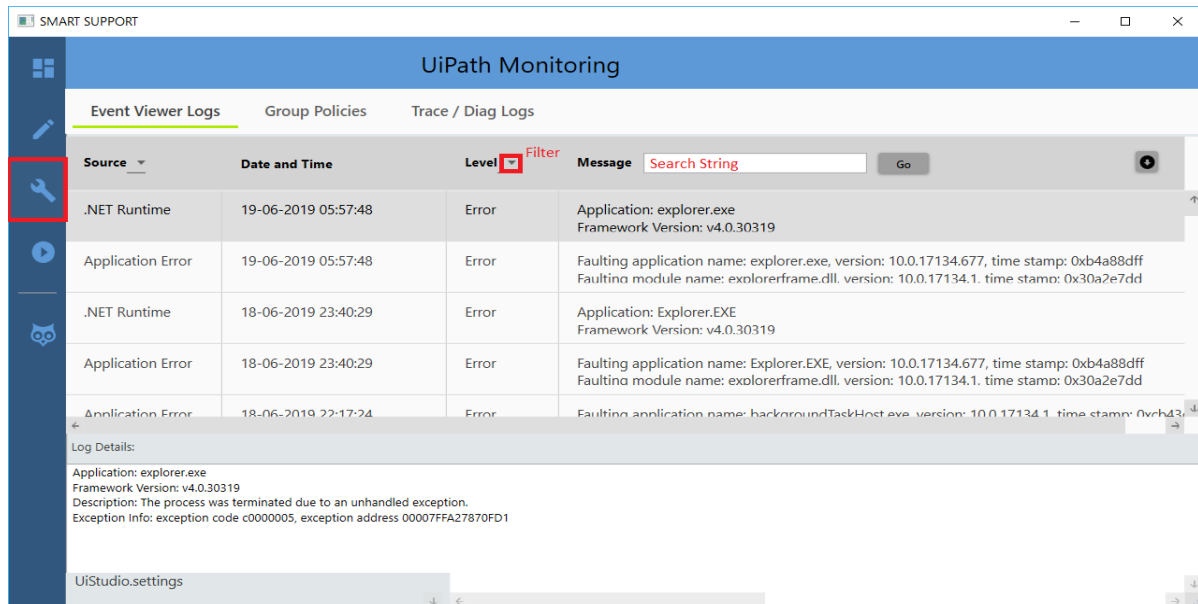 SMART SUPPORT
UiPath Monitoring
Event Viewer Logs Group Policies Trace / Diag Logs
Source Date and Time Level Filter Message Search String Go
.NET Runtime 19-06-2019 05:57:48 Error Application: explorer.exe
Framework Version: v4.0.30319
Application Error 19-06-2019 05:57:48 Error Faulting application name: explorer.exe, version: 10.0.17134.677, time stamp: 0xb4a88dff
Faulting module name: explorerframe.dll, version: 10.0.17134.1, time stamp: 0x30a2e7dd
.NET Runtime 18-06-2019 23:40:29 Error Application: Explorer.EXE
Framework Version: v4.0.30319
Application Error 18-06-2019 23:40:29 Error Faulting application name: Explorer.EXE, version: 10.0.17134.677, time stamp: 0xb4a88dff
Faulting module name: explorerframe.dll, version: 10.0.17134.1, time stamp: 0x30a2e7dd
Application Error 18-06-2019 22:17:24 Error Faulting application name: backgroundTaskHost.exe, version: 10.0.17134.1, time stamp:
Log Details:
Application: explorer.exe
Framework Version: v4.0.30319
Description: The process was terminated due to an unhandled exception.
Exception Info: exception code c0000005, exception address 00007FFA27870FD1
UiStudio.settings